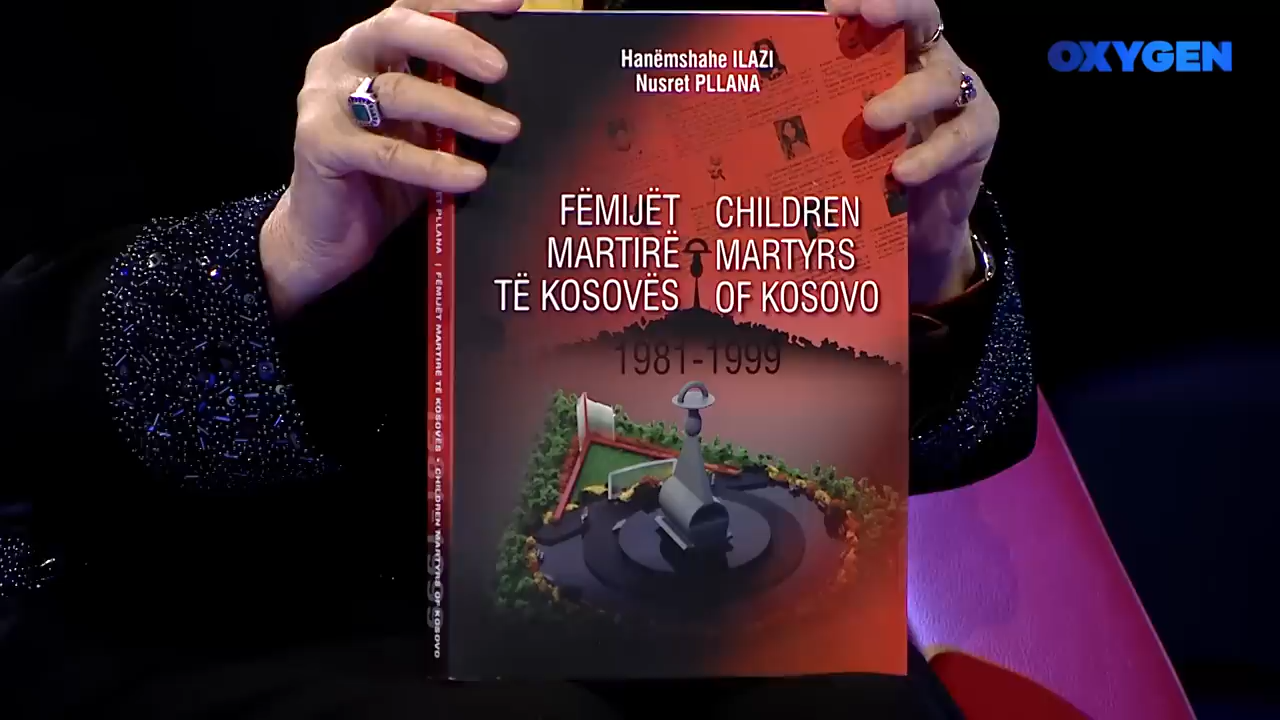 OXYGEN
Hanëmshahe ILAZI
Nusret PLLANA
FËMIJËT
MARTIRË
TË KOSOVËS
CHILDREN
MARTYRS
OF KOSOVO
1981-1999
PLLANA | FËMIJËT MARTIRË TË KOSOVËS • CHILDREN MARTYRS OF KOSOVO